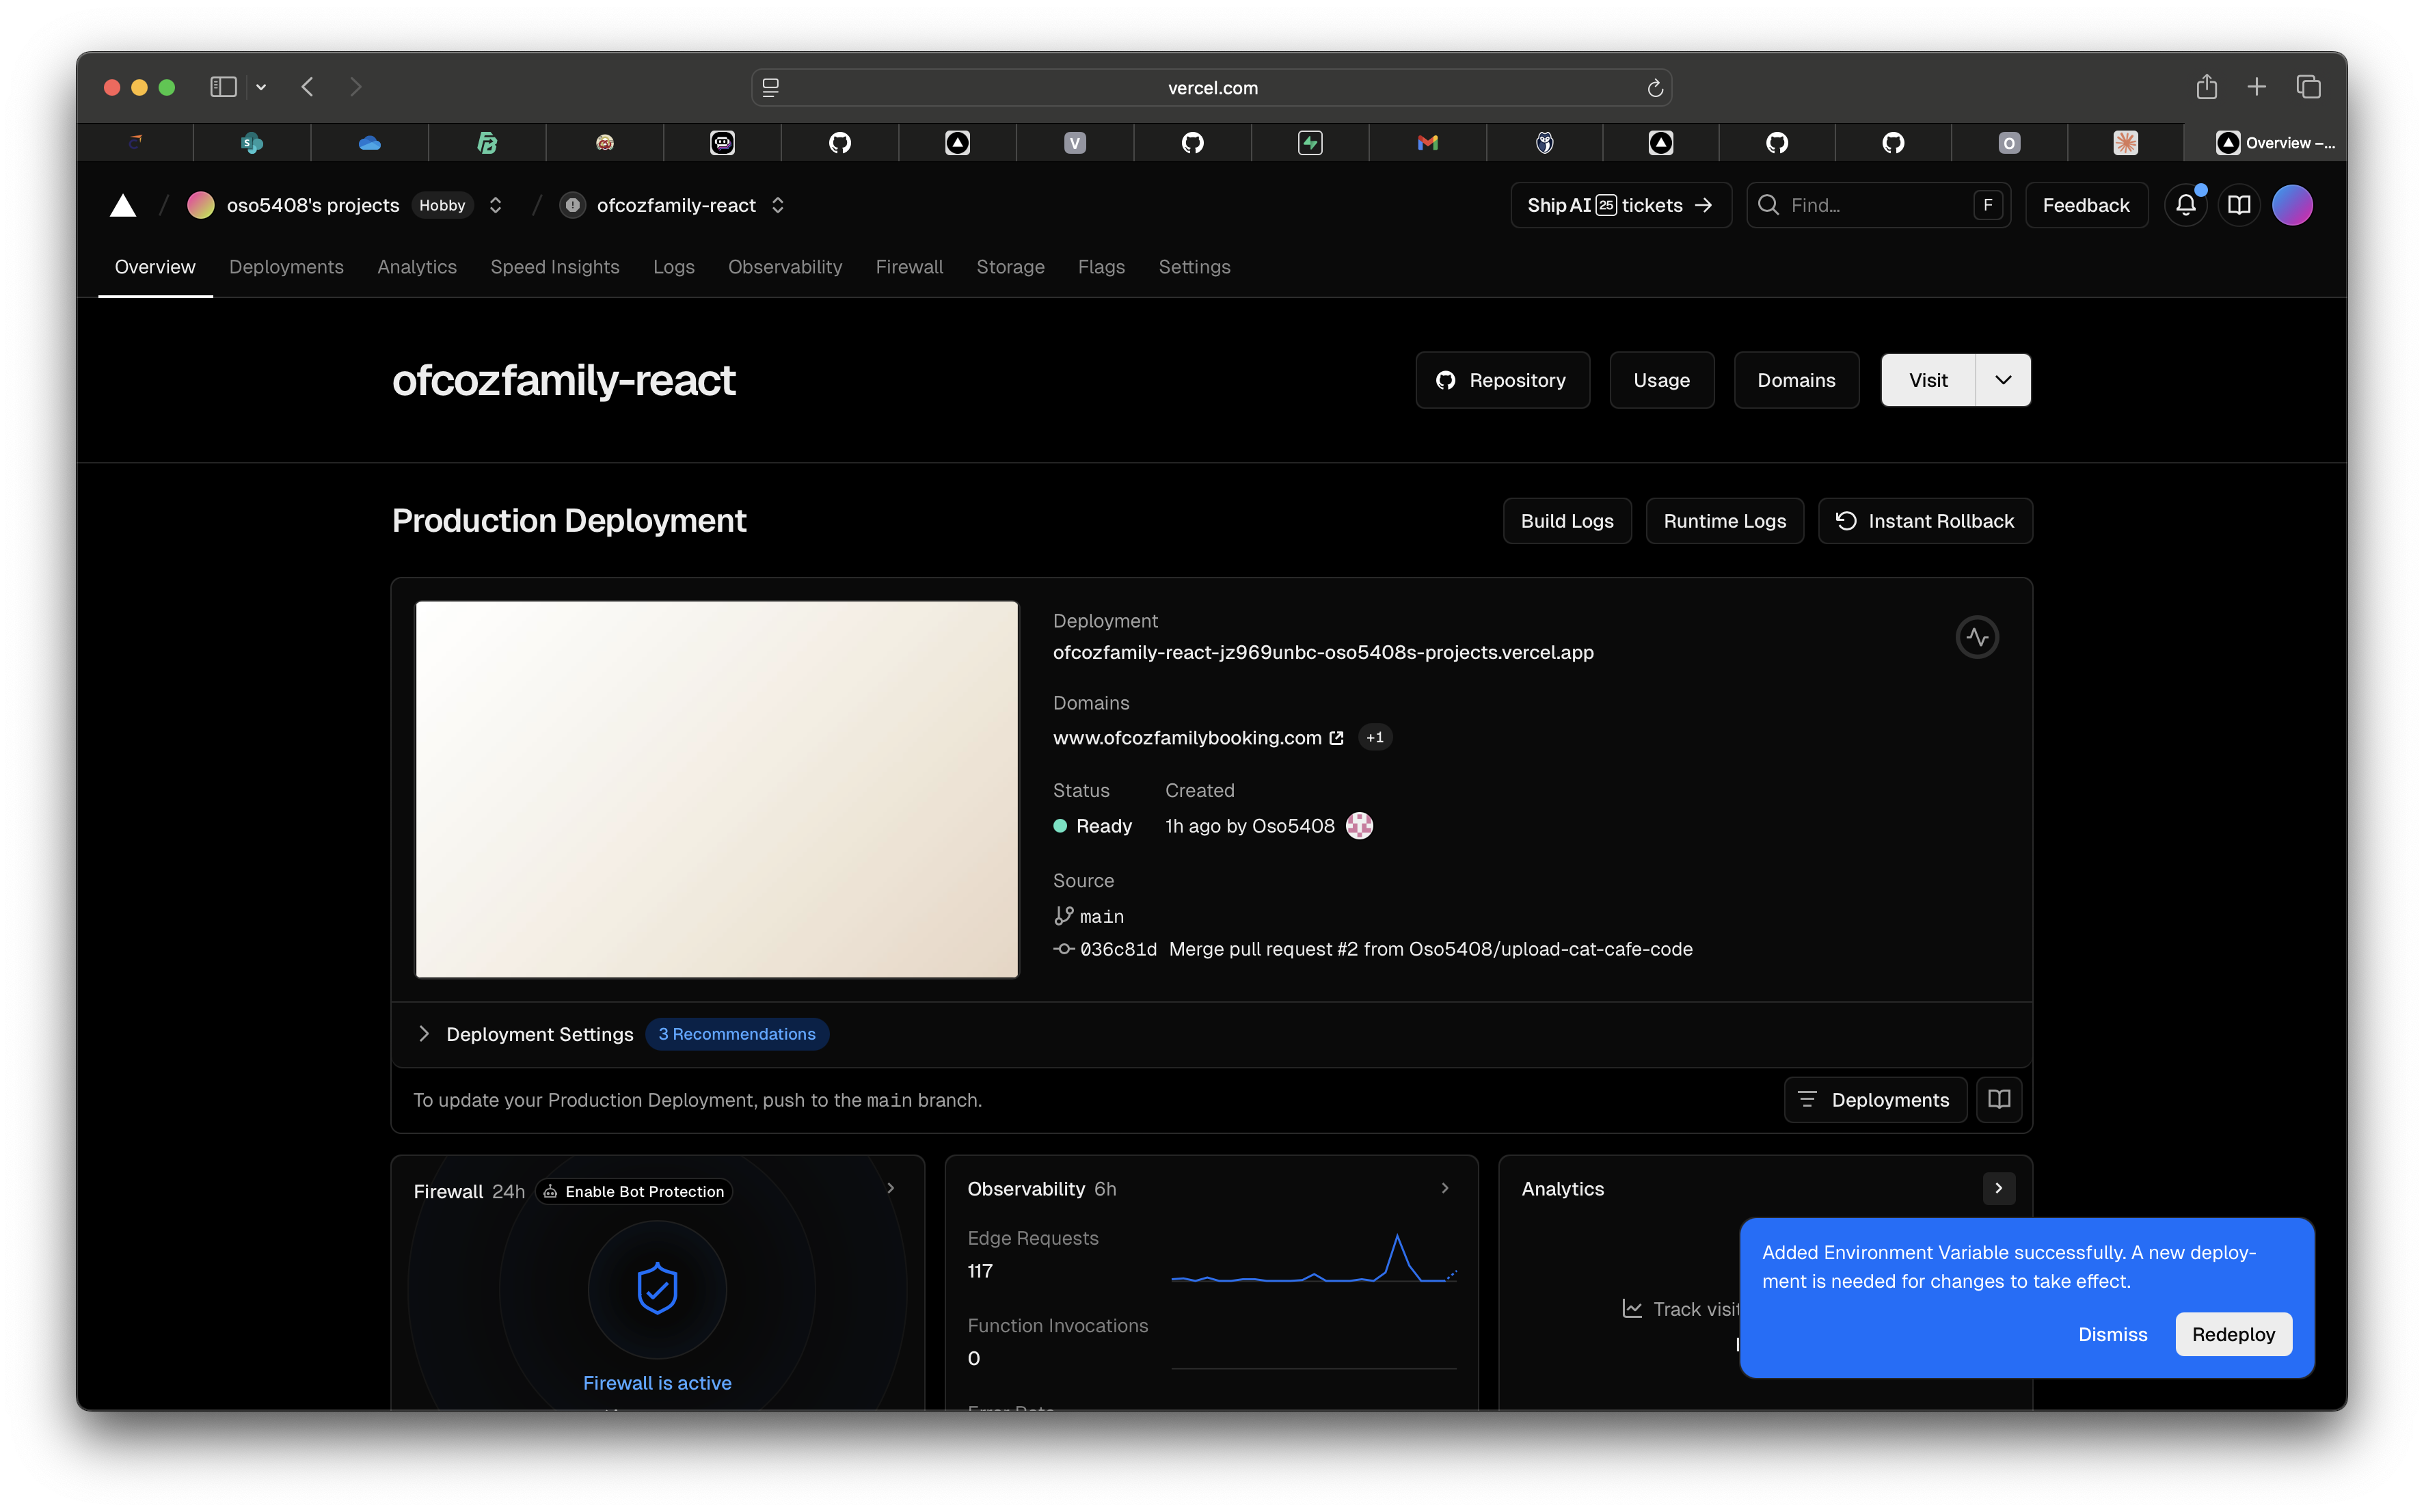 vercel.com
S
V
O
Overview –...
oso5408's projects Hobby
ofcozfamily-react
Ship AI 25 tickets →
Find... F
Feedback
Overview Deployments Analytics Speed Insights Logs Observability Firewall Storage Flags Settings
ofcozfamily-react
Repository Usage Domains Visit
Production Deployment
Build Logs Runtime Logs Instant Rollback
Deployment
ofcozfamily-react-jz969unbc-oso5408s-projects.vercel.app
Domains
www.ofcozfamilybooking.com +1
Status Created
Ready 1h ago by Oso5408
Source
main
036c81d Merge pull request #2 from Oso5408/upload-cat-cafe-code
Deployment Settings 3 Recommendations
To update your Production Deployment, push to the main branch.
Deployments
Firewall 24h Enable Bot Protection
Firewall is active
Observability 6h
Edge Requests
117
Function Invocations
0
Analytics
Track visit
Added Environment Variable successfully. A new deploy-
ment is needed for changes to take effect.
Dismiss Redeploy